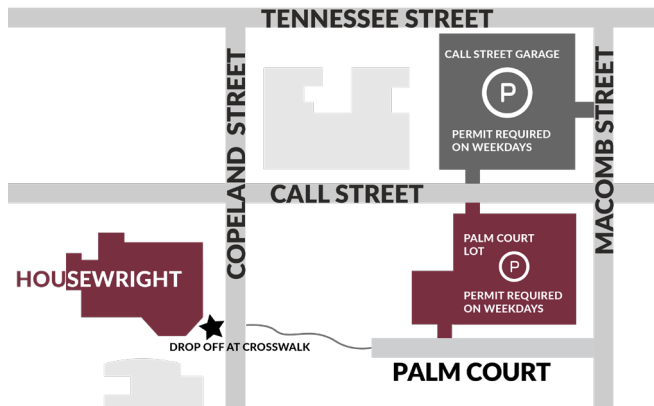 TENNESSEE STREET
COPELAND STREET
CALL STREET GARAGE
P
PERMIT REQUIRED
ON WEEKDAYS
MACOMB STREET
CALL STREET
HOUSEWRIGHT
PALM COURT
LOT
P
PERMIT REQUIRED
ON WEEKDAYS
DROP OFF AT CROSSWALK
PALM COURT